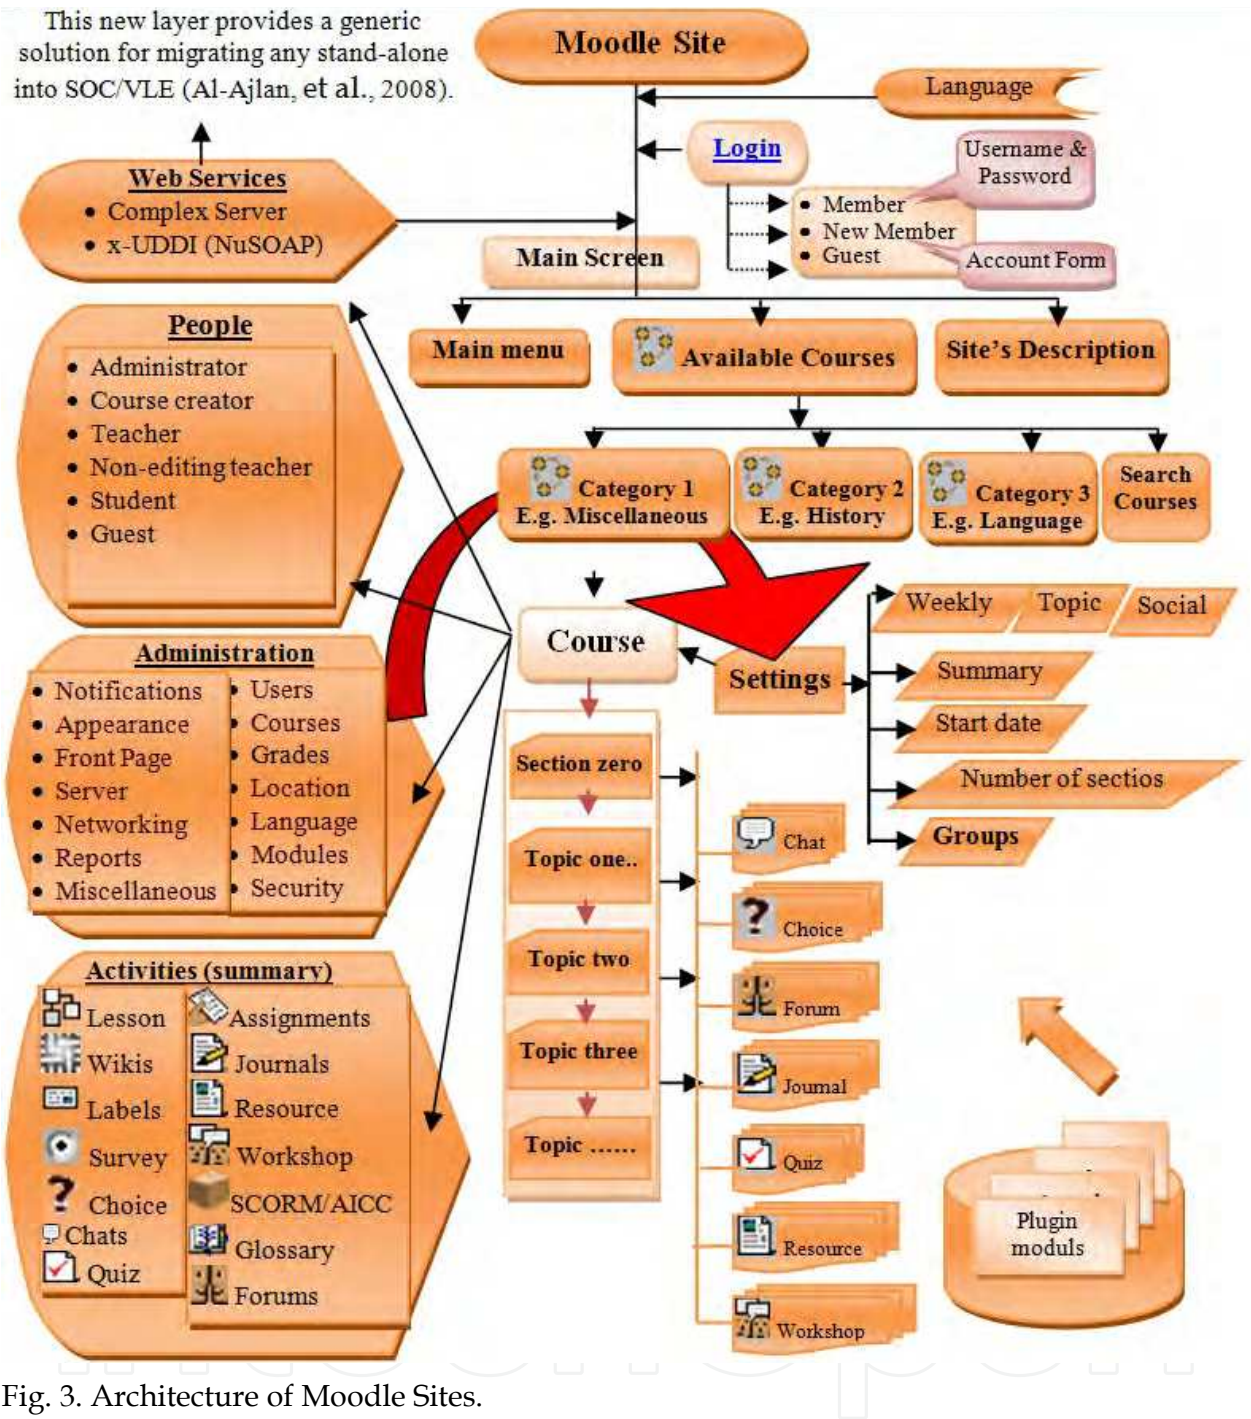 This new layer provides a generic
solution for migrating any stand-alone
into SOC/VLE (Al-Ajlan, et al., 2008).
Moodle Site
Language
Login
Username &
Password
Member
New Member
Guest
Account Form
Web Services
Complex Server
x-UDDI (NuSOAP)
Main Screen
People
Administrator
Course creator
Teacher
Non-editing teacher
Student
Guest
Main menu
Available Courses
Site's Description
Category 1
E.g. Miscellaneous
Category 2
E.g. History
Category 3
E.g. Language
Search
Courses
Course
Settings
Weekly
Topic
Social
Summary
Start date
Number of sectios
Groups
Administration
Notifications
Appearance
Front Page
Server
Networking
Reports
Miscellaneous
Users
Courses
Grades
Location
Language
Modules
Security
Section zero
Topic one..
Topic two
Topic three
Topic ......
Chat
Choice
Forum
Journal
Quiz
Resource
Workshop
Activities (summary)
Lesson
Wikis
Labels
Survey
Choice
Chats
Quiz
Assignments
Journals
Resource
Workshop
SCORM/AICC
Glossary
Forums
Plugin
moduls
Fig. 3. Architecture of Moodle Sites.